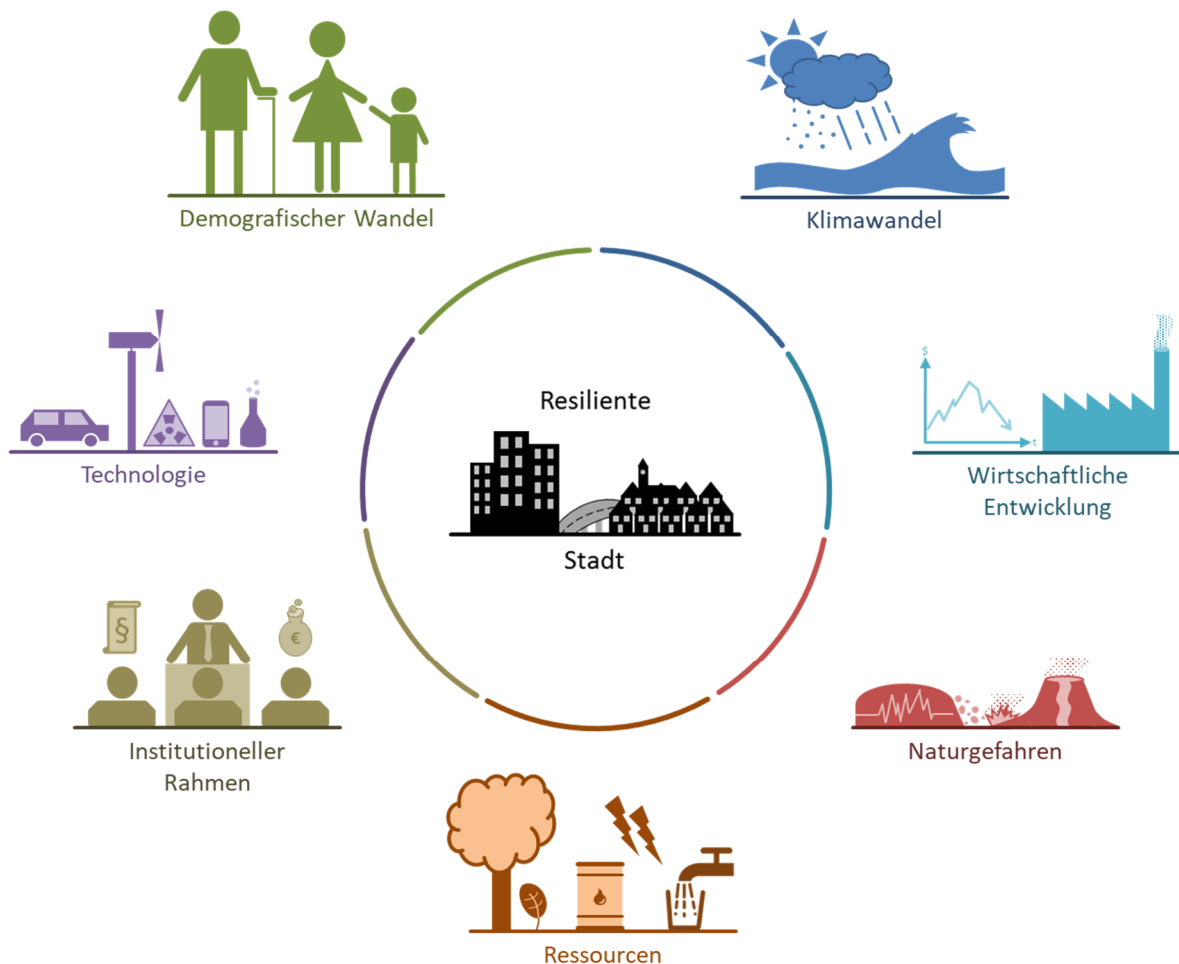 Demografischer Wandel
Klimawandel
Technologie
Resiliente
Stadt
$
t
Wirtschaftliche
Entwicklung
§
€
Institutioneller
Rahmen
Naturgefahren
Ressourcen